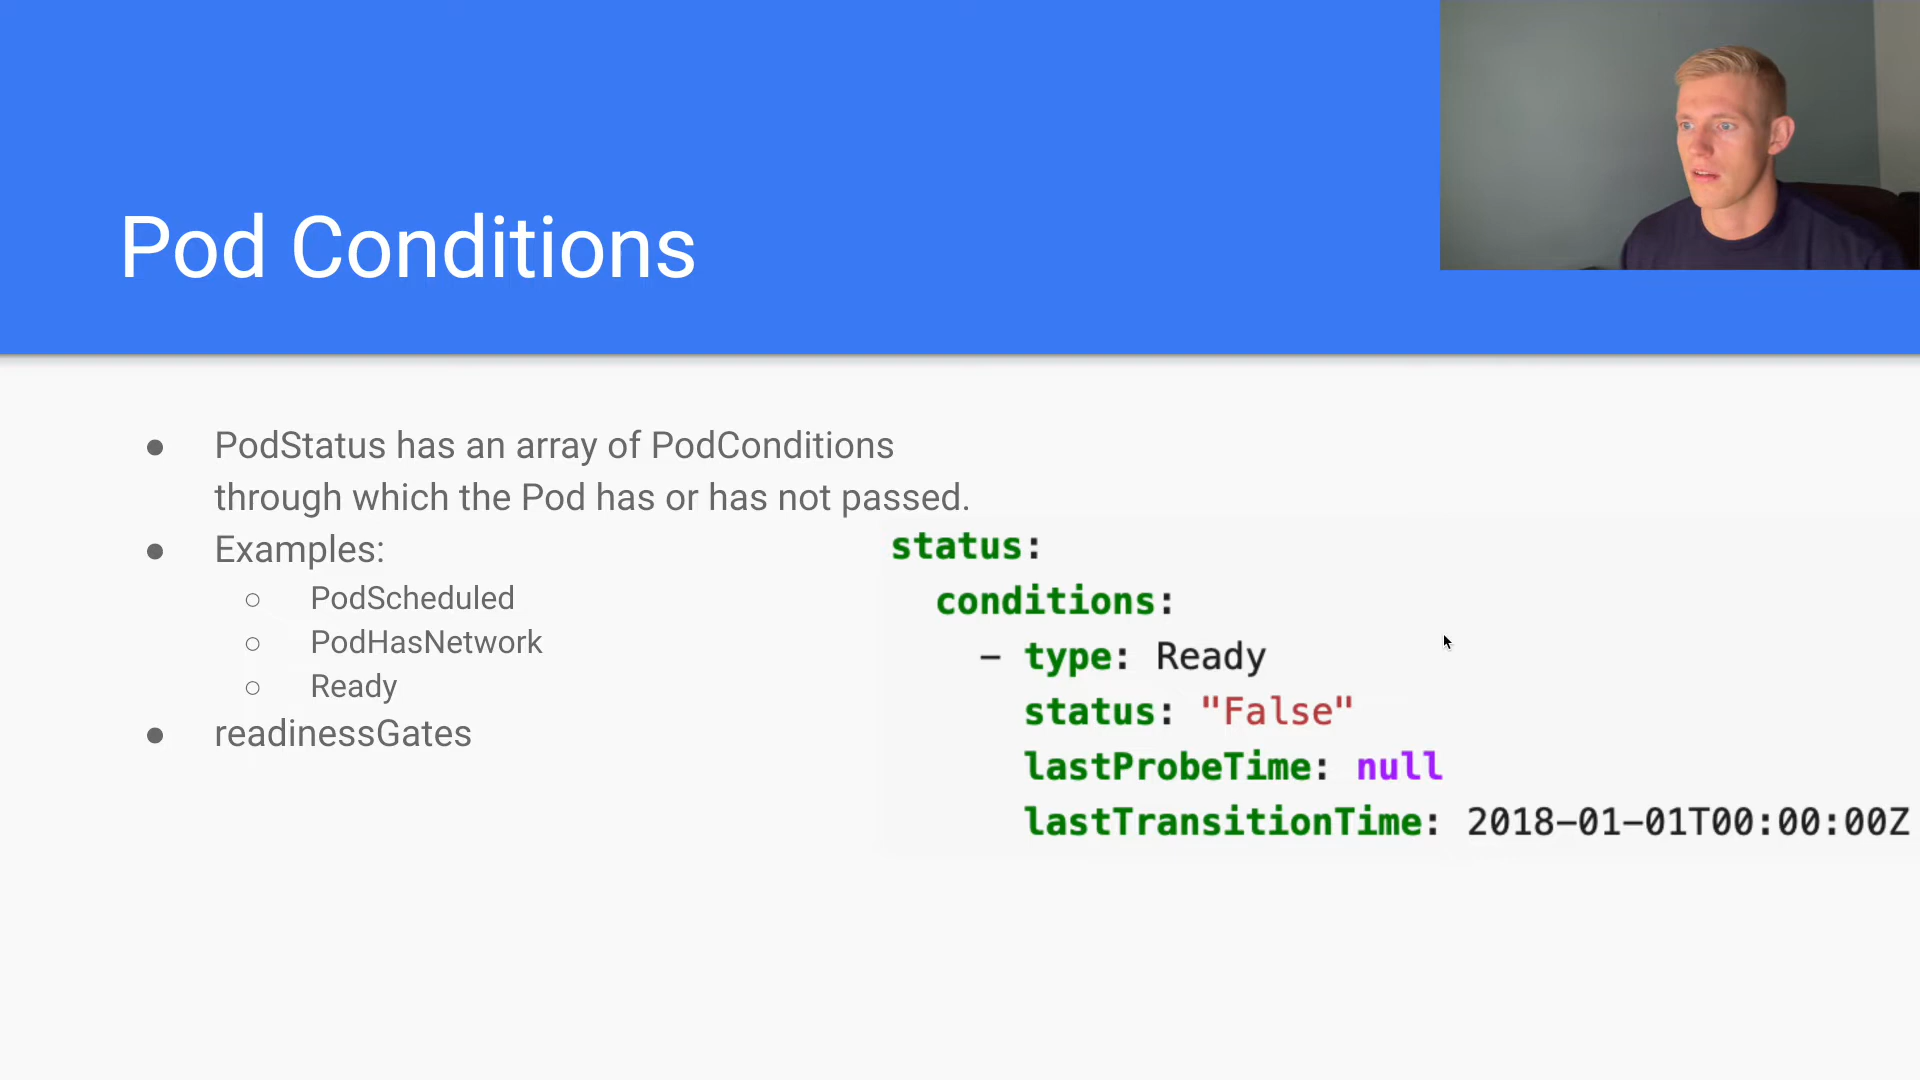 Pod Conditions
● PodStatus has an array of PodConditions
through which the Pod has or has not passed.
● Examples:
○ PodScheduled
○ PodHasNetwork
○ Ready
● readinessGates
status:
conditions:
- type: Ready
status: "False"
lastProbeTime: null
lastTransitionTime: 2018-01-01T00:00:00Z